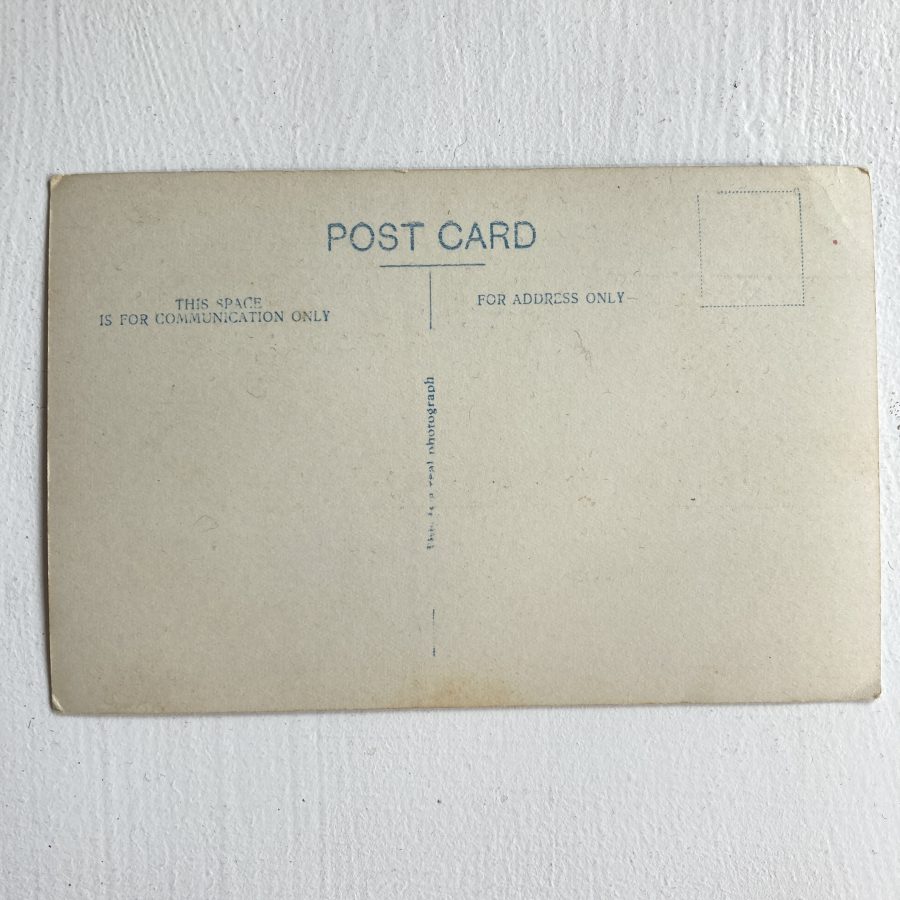 POST CARD
THIS SPACE
IS FOR COMMUNICATION ONLY
FOR ADDRESS ONLY
This is a real photograph